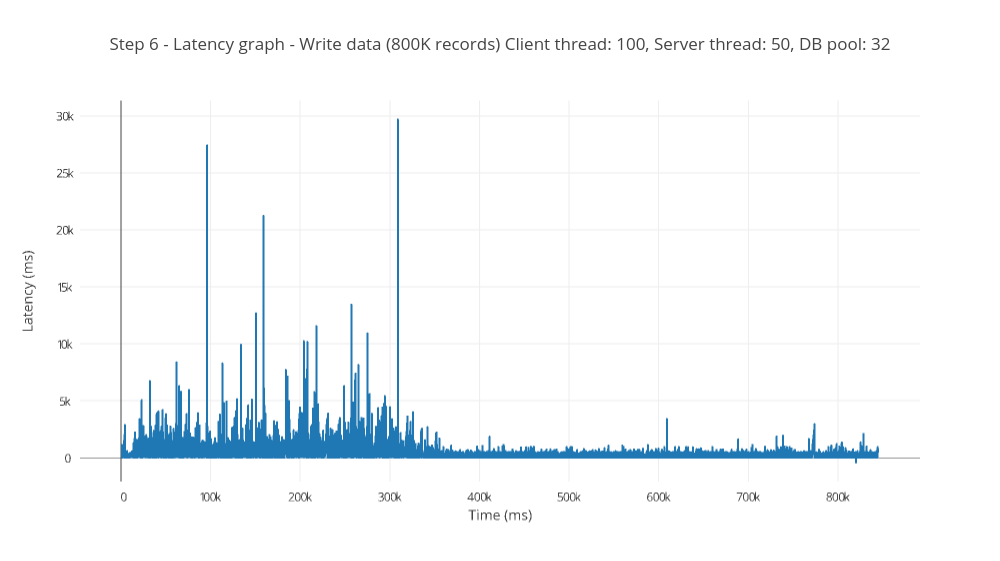 Step 6 - Latency graph - Write data (800K records) Client thread: 100, Server thread: 50, DB pool: 32
30k
25k
20k
15k
10k
5k
0
Latency (ms)
0 100k 200k 300k 400k 500k 600k 700k 800k
Time (ms)